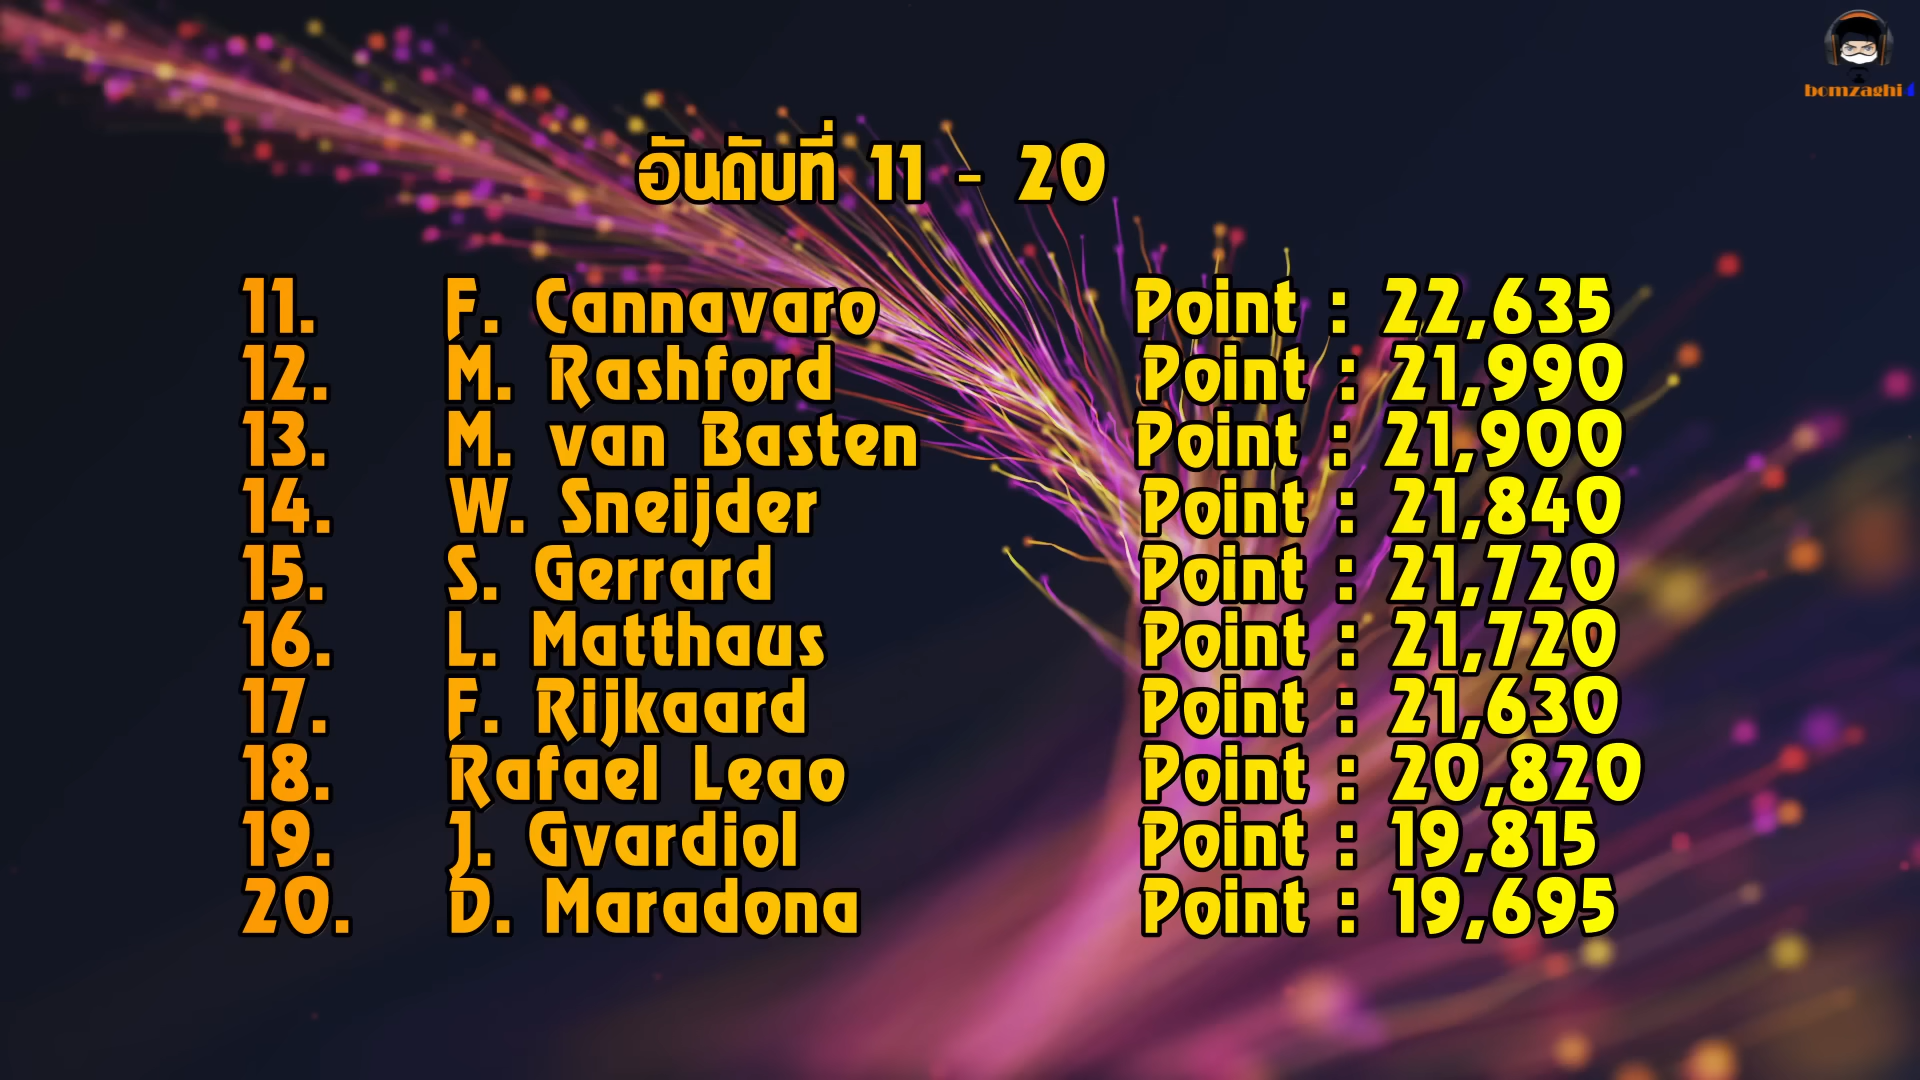 bomzaghi4
อันดับที่ 11 - 20
11. F. Cannavaro Point : 22,635
12. M. Rashford Point : 21,990
13. M. van Basten Point : 21,900
14. W. Sneijder Point : 21,840
15. S. Gerrard Point : 21,720
16. L. Matthaus Point : 21,720
17. F. Rijkaard Point : 21,630
18. Rafael Leao Point : 20,820
19. J. Gvardiol Point : 19,815
20. D. Maradona Point : 19,695